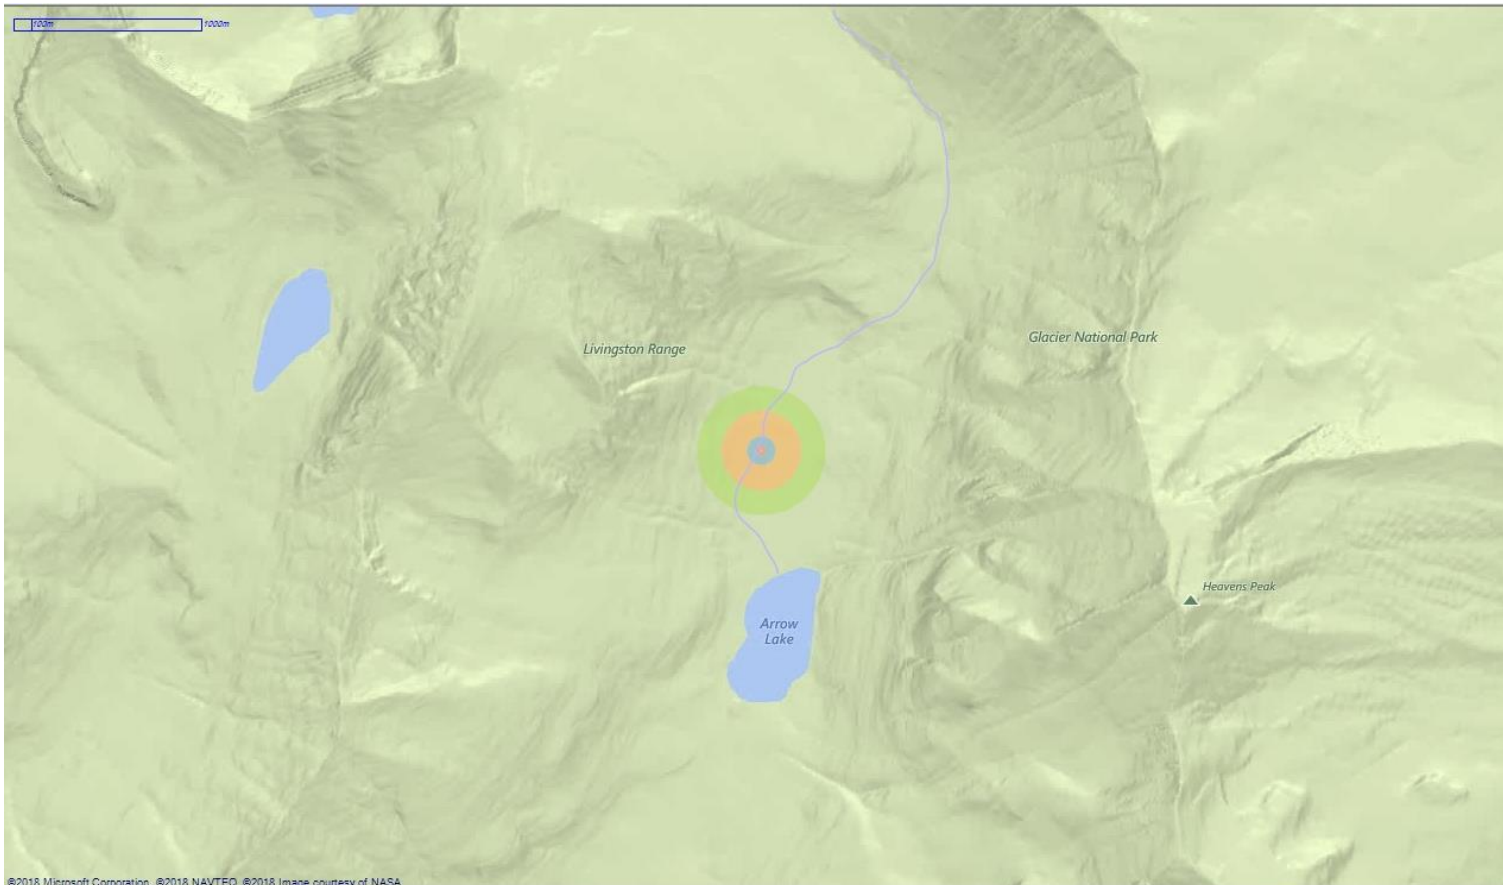 100m 1000m
Livingston Range
Glacier National Park
Heavens Peak
Arrow
Lake
©2018 Microsoft Corporation, ©2018 NAVTEQ, ©2018 Image courtesy of NASA